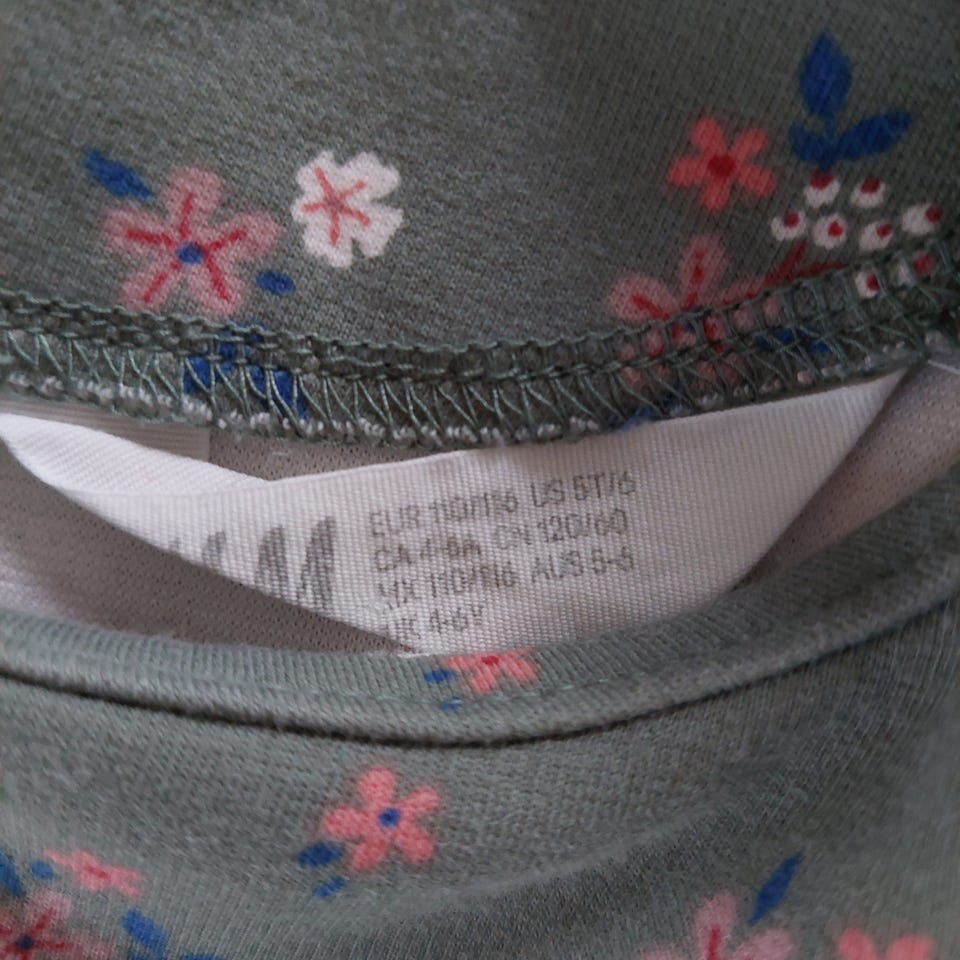 EUR 110/116 US 5T/6
CA 4-6A CN 120/60
MX 110/116 AUS 5-6
UK 4-6Y